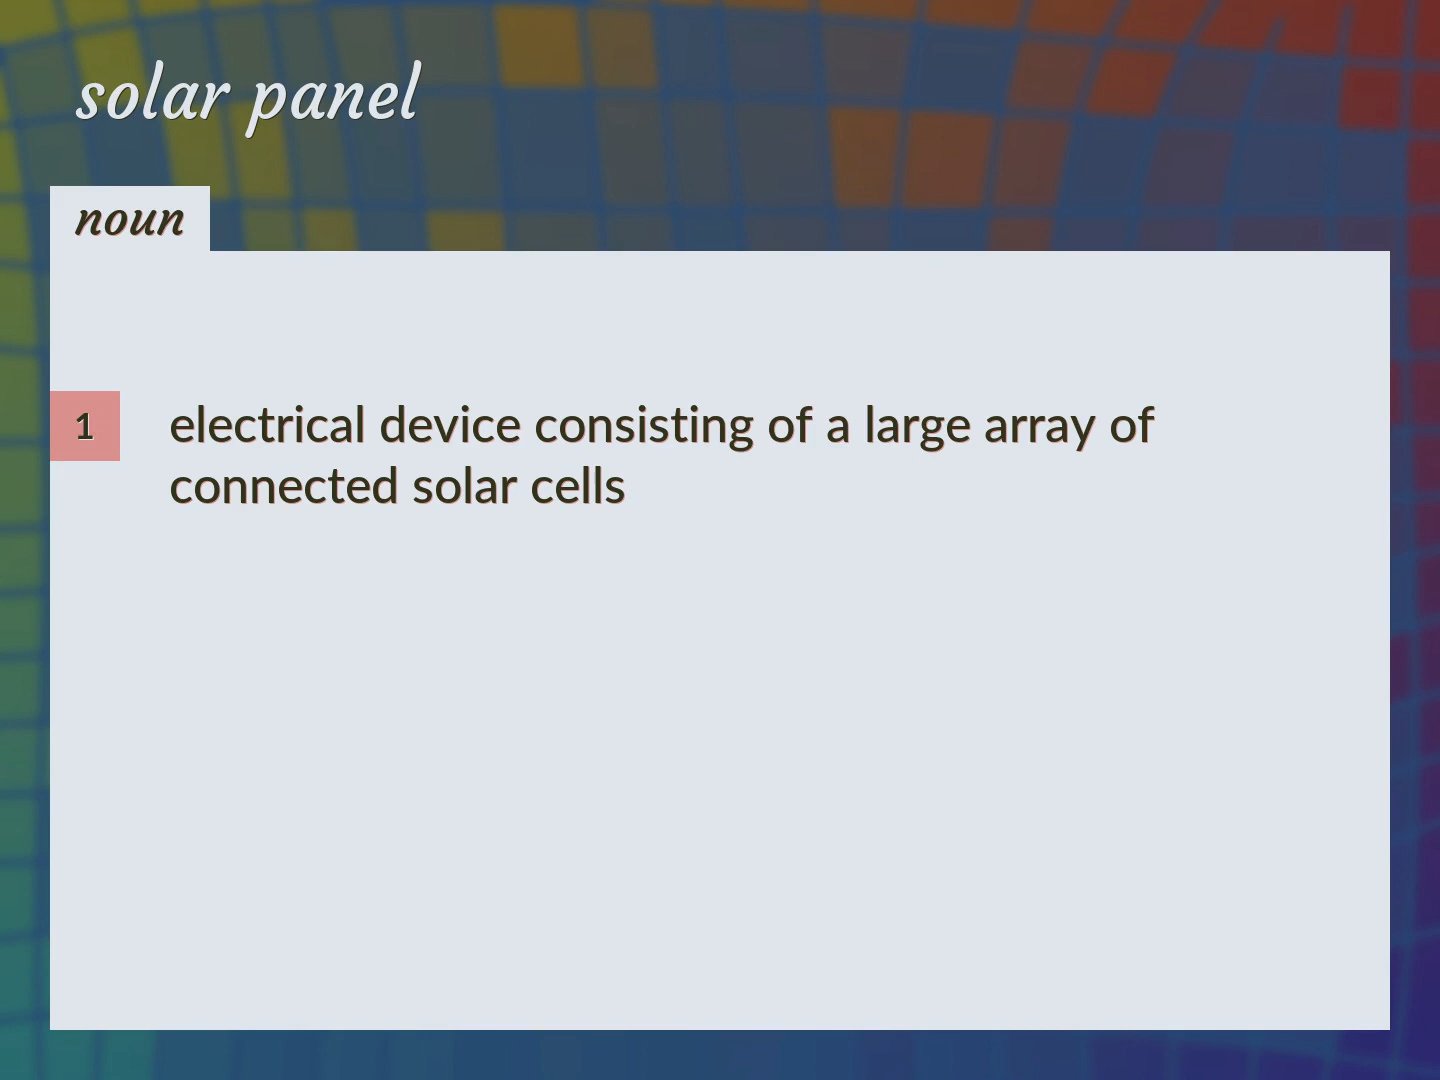 solar panel
noun
1 electrical device consisting of a large array of
connected solar cells